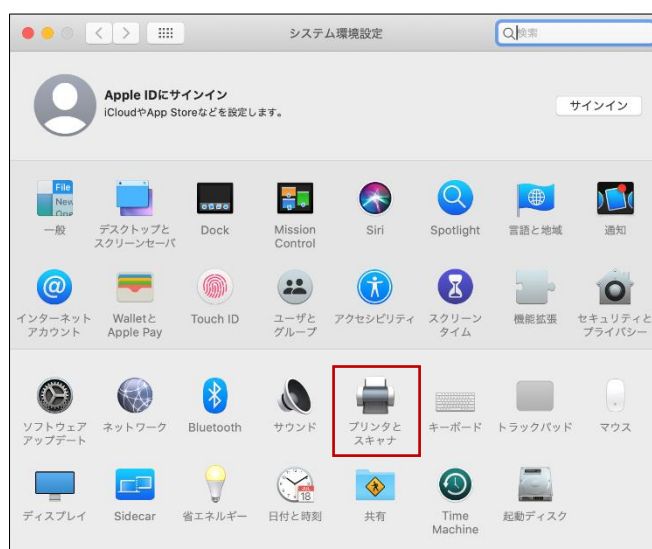 システム環境設定
検索
Apple IDにサインイン
iCloudやApp Storeなどを設定します。
サインイン
File
New
One
一般
デスクトップと
スクリーンセーバ
Dock
Mission
Control
Siri
Spotlight
言語と地域
通知
インターネット
アカウント
Walletと
Apple Pay
Touch ID
ユーザと
グループ
アクセシビリティ
スクリーン
タイム
機能拡張
セキュリティと
プライバシー
ソフトウェア
アップデート
ネットワーク
Bluetooth
サウンド
プリンタと
スキャナ
キーボード
トラックパッド
マウス
ディスプレイ
Sidecar
省エネルギー
JUL
18
日付と時刻
共有
Time
Machine
起動ディスク